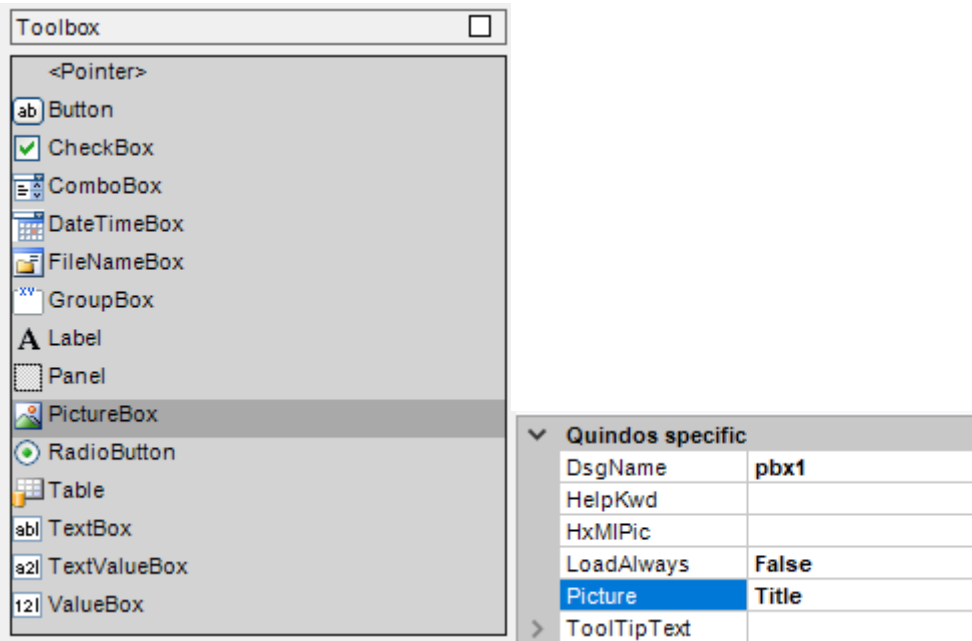 Toolbox
<Pointer>
ab Button
CheckBox
ComboBox
DateTimeBox
FileNameBox
XY GroupBox
A Label
Panel
PictureBox
RadioButton
Table
abl TextBox
a2l TextValueBox
12l ValueBox
Quindos specific
DsgName pbx1
HelpKwd
HxMIPic
LoadAlways False
Picture Title
ToolTipText